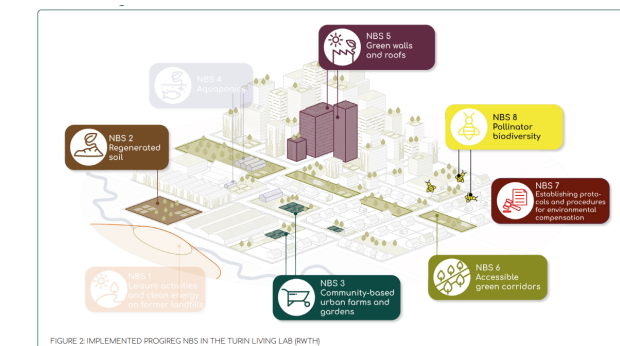 NBS 5
Green walls
and roofs
NBS 4
Aquaponics
NBS 8
Pollinator
biodiversity
NBS 2
Regenerated
soil
NBS 7
Establishing proto-
cols and procedures
for environmental
compensation
NBS 6
Accessible
green corridors
NBS 1
Leisure activities
and clean energy
on former landfills
NBS 3
Community-based
urban farms and
gardens
FIGURE 2: IMPLEMENTED PROGIREG NBS IN THE TURIN LIVING LAB (RWTH)